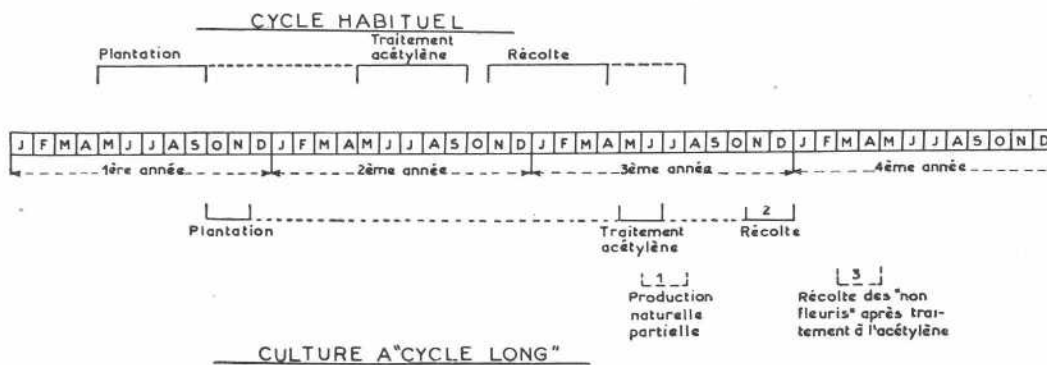 CYCLE HABITUEL
Plantation
Traitement
acétylène
Récolte
J F M A M J J A S O N D J F M A M J J A S O N D J F M A M J J A S O N D J F M A M J J A S O N D
1ère année 2ème année 3ème année 4ème année
Plantation
Traitement
acétylène
2
Récolte
1
Production
naturelle
partielle
3
Récolte des "non
fleuris" après trai-
tement à l'acétylène
CULTURE A "CYCLE LONG"